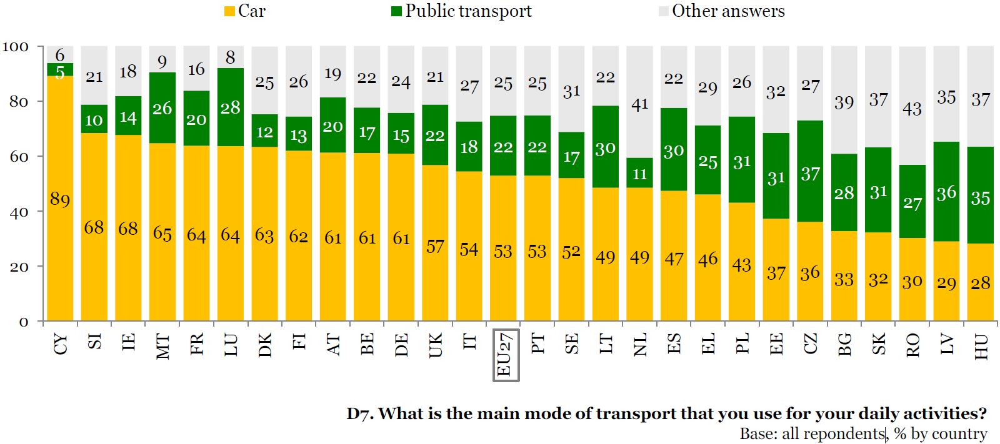 Car Public transport Other answers
100 80 60 40 20 0
6 21 18 9 16 8 25 26 19 22 24 21 27 25 25 31 22 41 22 29 26 32 27 39 37 43 35 37
5 10 14 26 20 28 12 13 20 17 15 22 18 22 22 17 30 11 30 25 31 31 37 28 31 27 36 35
89 68 68 65 64 64 63 62 61 61 61 57 54 53 53 52 49 49 47 46 43 37 36 33 32 30 29 28
CY SI IE MT FR LU DK FI AT BE DE UK IT EU27 PT SE LT NL ES EL PL EE CZ BG SK RO LV HU
D7. What is the main mode of transport that you use for your daily activities?
Base: all repondents, % by country